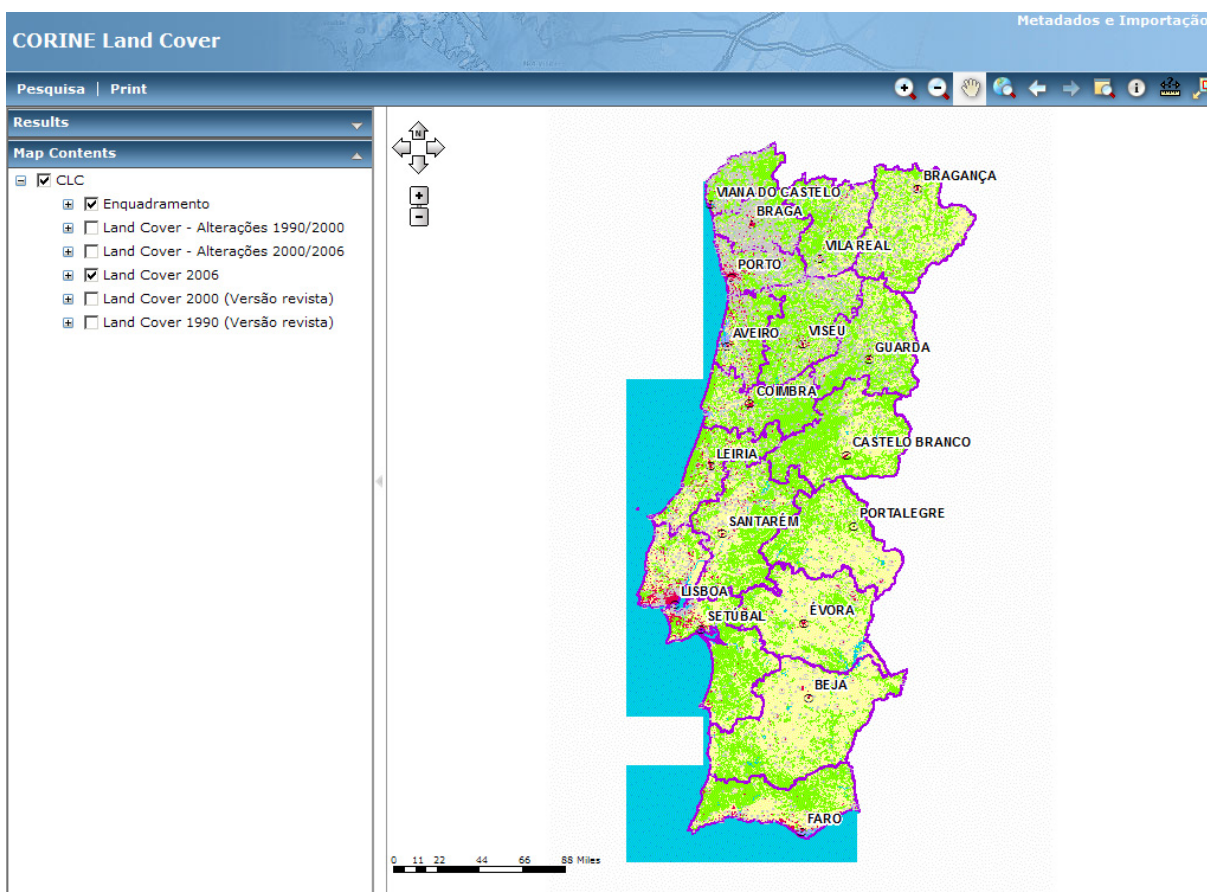 Metadados e Importação
CORINE Land Cover
Pesquisa | Print
Results
Map Contents
CLC
Enquadramento
Land Cover - Alterações 1990/2000
Land Cover - Alterações 2000/2006
Land Cover 2006
Land Cover 2000 (Versão revista)
Land Cover 1990 (Versão revista)
N
BRAGANÇA
VIANA DO CASTELO
BRAGA
VILA REAL
PORTO
AVEIRO
VISEU
GUARDA
COIMBRA
CASTELO BRANCO
LEIRIA
PORTALEGRE
SANTARÉM
LISBOA
ÉVORA
SETÚBAL
BEJA
FARO
0 11 22 44 66 88 Miles